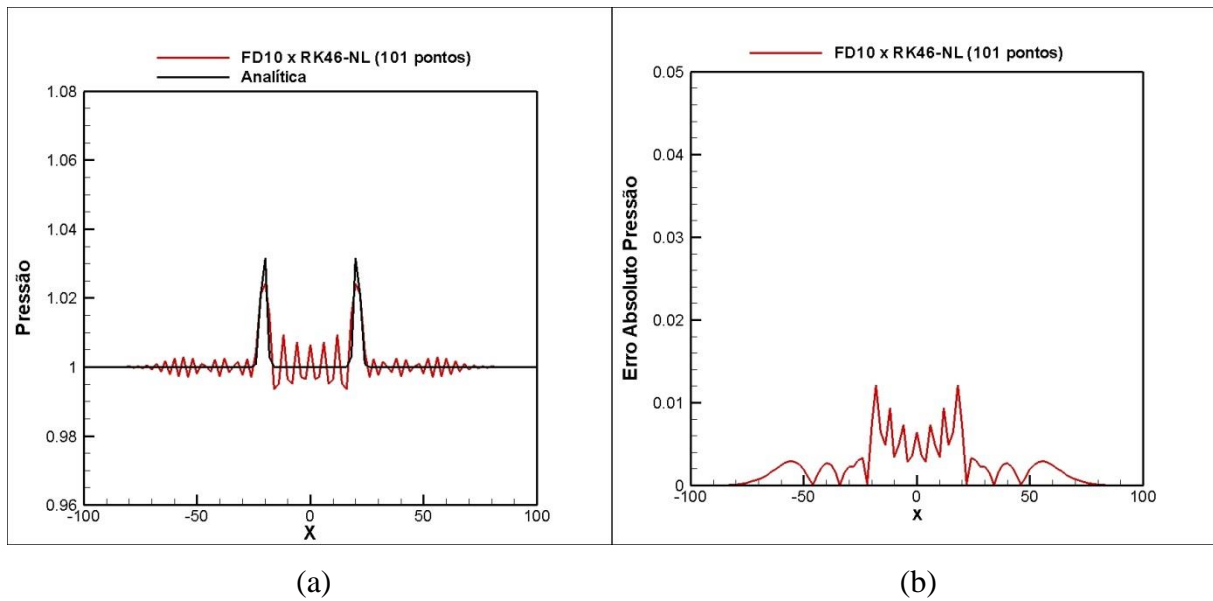 FD10 x RK46-NL (101 pontos)
Analítica
Pressão
1.08
1.06
1.04
1.02
1
0.98
0.96
-100
-50
0
50
100
X
FD10 x RK46-NL (101 pontos)
Erro Absoluto Pressão
0.05
0.04
0.03
0.02
0.01
0
-100
-50
0
50
100
X
(a)
(b)